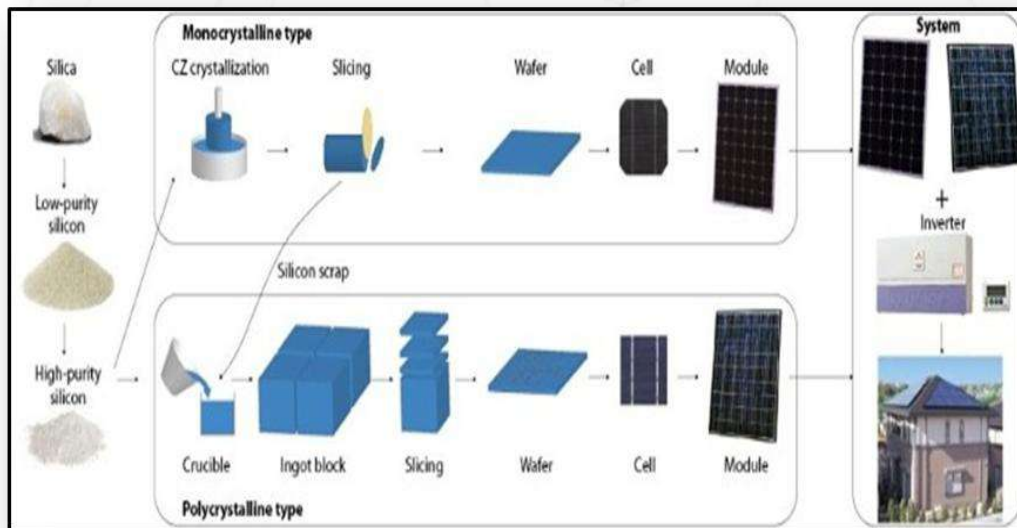 Monocrystalline type
System
Silica
CZ crystallization
Slicing
Wafer
Cell
Module
Low-purity
silicon
+
Inverter
Silicon scrap
High-purity
silicon
Crucible
Ingot block
Slicing
Wafer
Cell
Module
Polycrystalline type